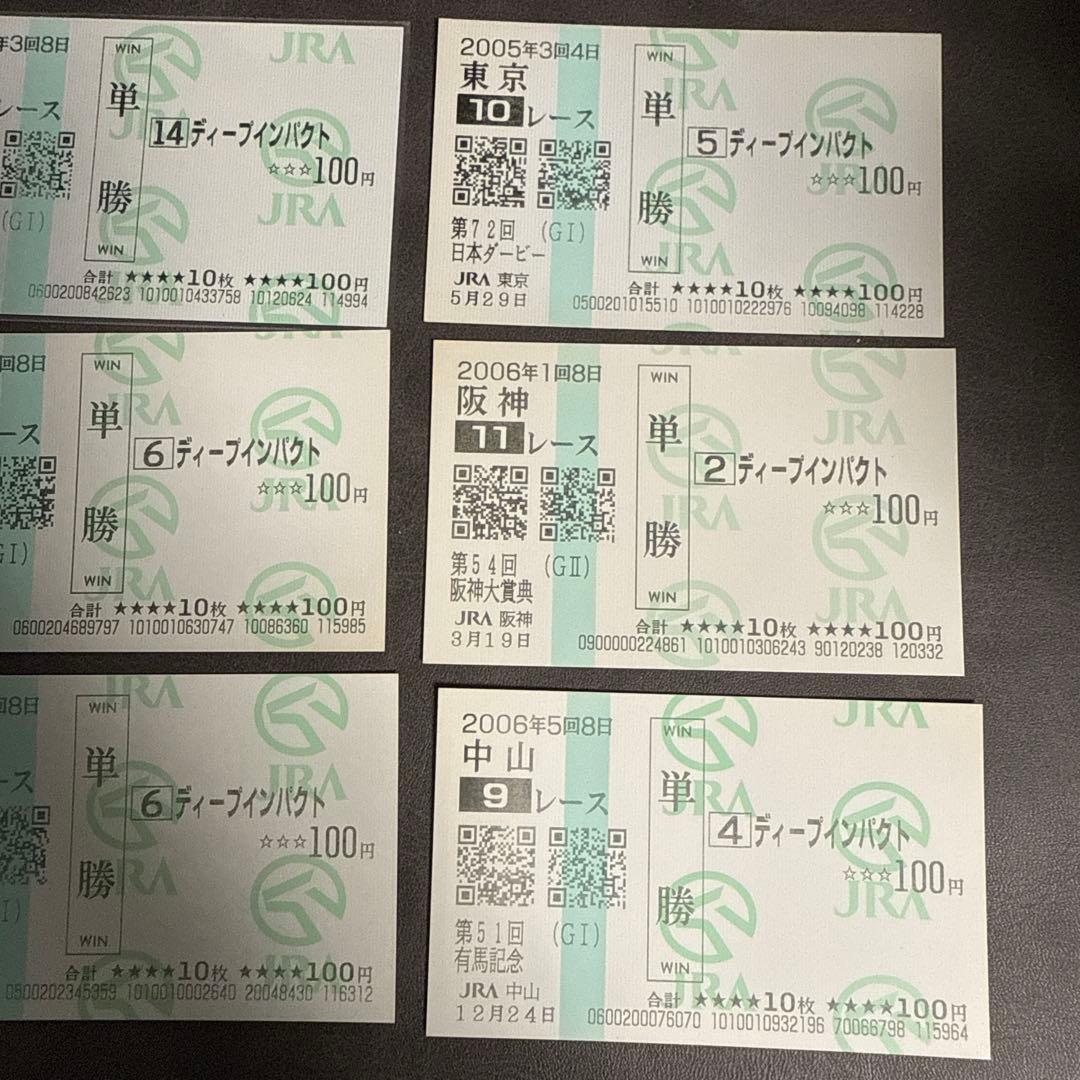 年3回8日
レース
(GI)
WIN
単勝
WIN
JRA
14 ディープインパクト
☆☆☆100円
JRA
合計 ★★★★10枚 ★★★★100円
0600200842623 1010010433758 10120624 114994
2005年3回4日
東京
10レース
第72回 (GI)
日本ダービー
JRA 東京
5月29日
WIN
単勝
WIN
5 ディープインパクト
☆☆☆100円
合計 ★★★★10枚 ★★★★100円
0500201015510 1010010222976 10094098 114228
回8日
ース
GI)
WIN
単勝
WIN
6 ディープインパクト
☆☆☆100円
JRA
合計 ★★★★10枚 ★★★★100円
0600204689797 1010010630747 10086360 115985
2006年1回8日
阪神
11レース
第54回 (GII)
阪神大賞典
JRA 阪神
3月19日
WIN
単勝
WIN
JRA
2 ディープインパクト
☆☆☆100円
JRA
合計 ★★★★10枚 ★★★★100円
0900000224861 1010010306243 90120238 120332
回8日
ース
I)
WIN
単勝
WIN
JRA
6 ディープインパクト
☆☆☆100円
合計 ★★★★10枚 ★★★★100円
0500202345359 1010010002640 20048430 116312
2006年5回8日
中山
9レース
第51回 (GI)
有馬記念
JRA 中山
12月24日
WIN
単勝
WIN
JRA
4 ディープインパクト
☆☆☆100円
JRA
合計 ★★★★10枚 ★★★★100円
0600200076070 1010010932196 70066798 115964